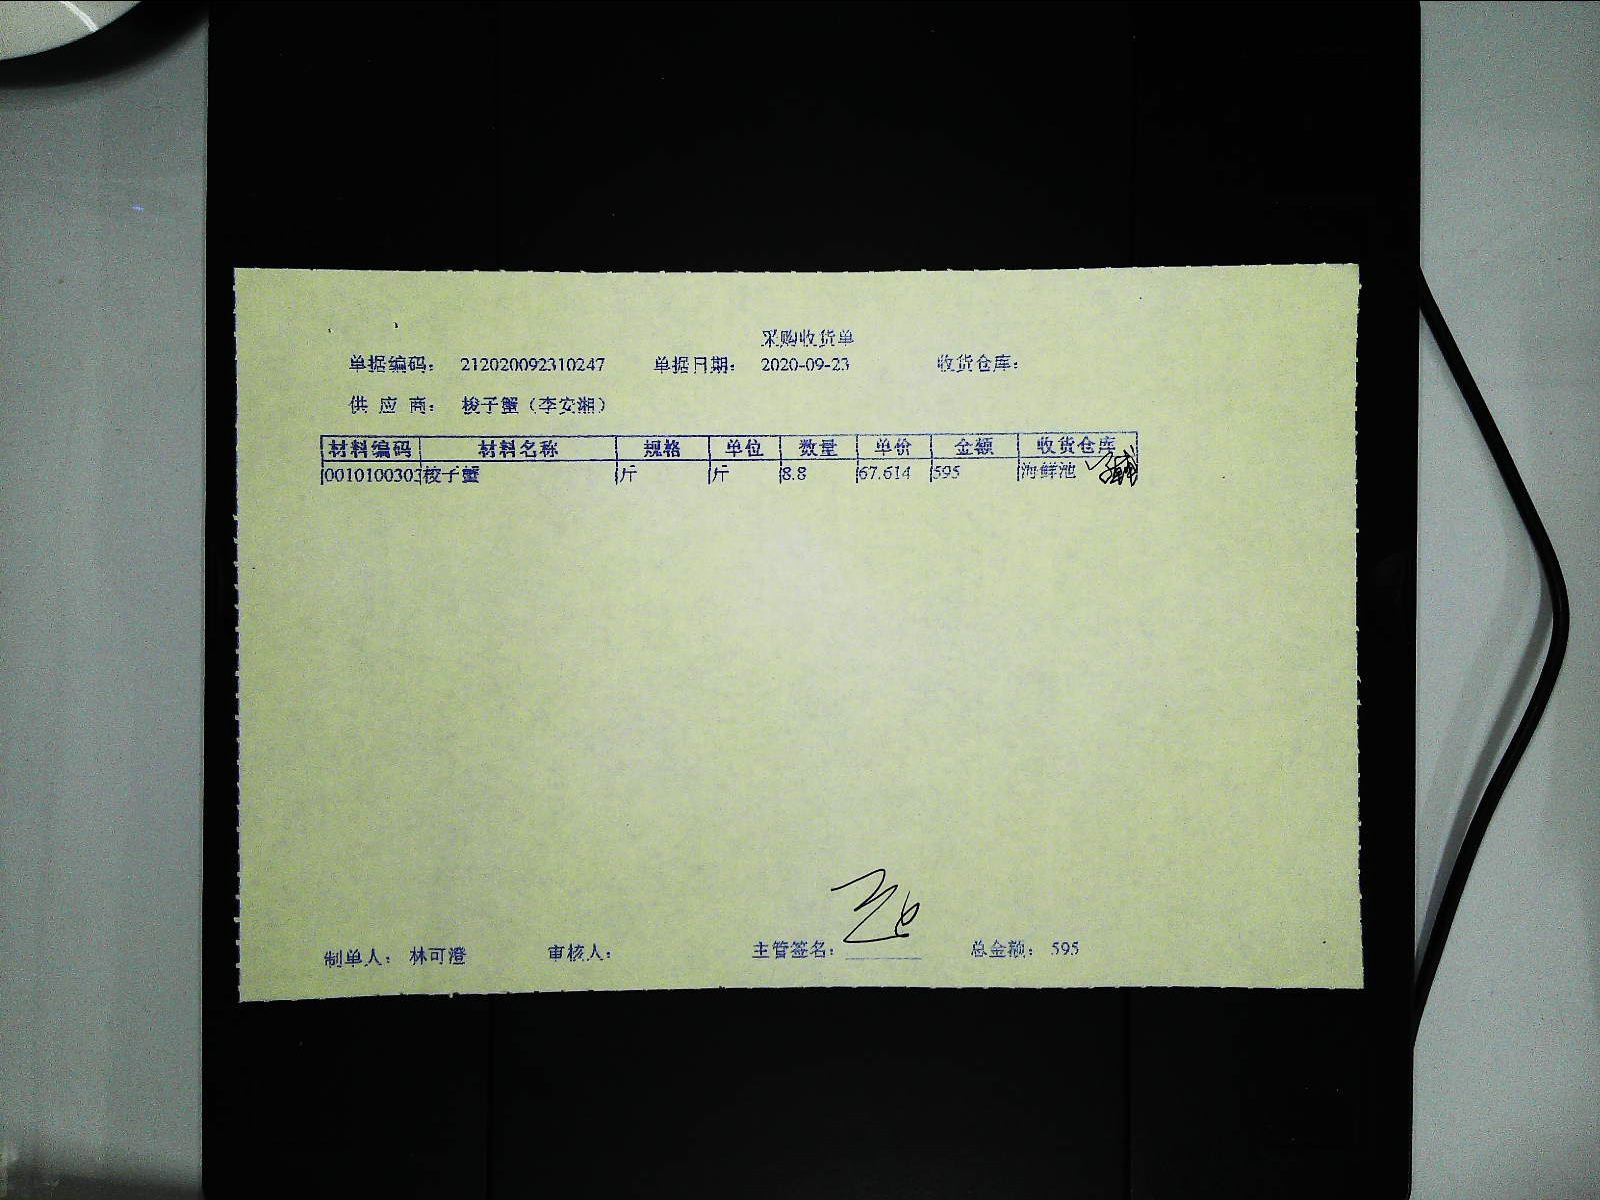 采购收货单
单据编码： 212020092310247 单据日期： 2020-09-23 收货仓库：
供 应 商： 梭子蟹（李安湘）
材料编码 材料名称 规格 单位 数量 单价 金额 收货仓库
0010100303 梭子蟹 斤 斤 8.8 67.614 595 海鲜池
制单人： 林可澄 审核人： 主管签名： 总金额： 595